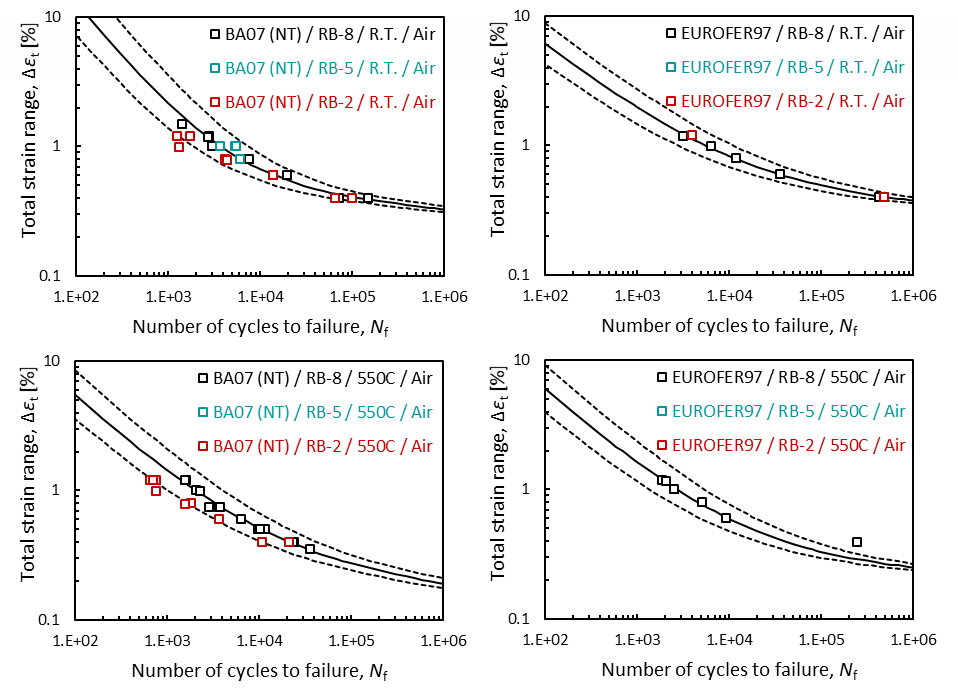 Total strain range, Δεt [%]
10
1
0.1
BA07 (NT) / RB-8 / R.T. / Air
BA07 (NT) / RB-5 / R.T. / Air
BA07 (NT) / RB-2 / R.T. / Air
1.E+02 1.E+03 1.E+04 1.E+05 1.E+06
Number of cycles to failure, Nf
Total strain range, Δεt [%]
10
1
0.1
EUROFER97 / RB-8 / R.T. / Air
EUROFER97 / RB-5 / R.T. / Air
EUROFER97 / RB-2 / R.T. / Air
1.E+02 1.E+03 1.E+04 1.E+05 1.E+06
Number of cycles to failure, Nf
Total strain range, Δεt [%]
10
1
0.1
BA07 (NT) / RB-8 / 550C / Air
BA07 (NT) / RB-5 / 550C / Air
BA07 (NT) / RB-2 / 550C / Air
1.E+02 1.E+03 1.E+04 1.E+05 1.E+06
Number of cycles to failure, Nf
Total strain range, Δεt [%]
10
1
0.1
EUROFER97 / RB-8 / 550C / Air
EUROFER97 / RB-5 / 550C / Air
EUROFER97 / RB-2 / 550C / Air
1.E+02 1.E+03 1.E+04 1.E+05 1.E+06
Number of cycles to failure, Nf